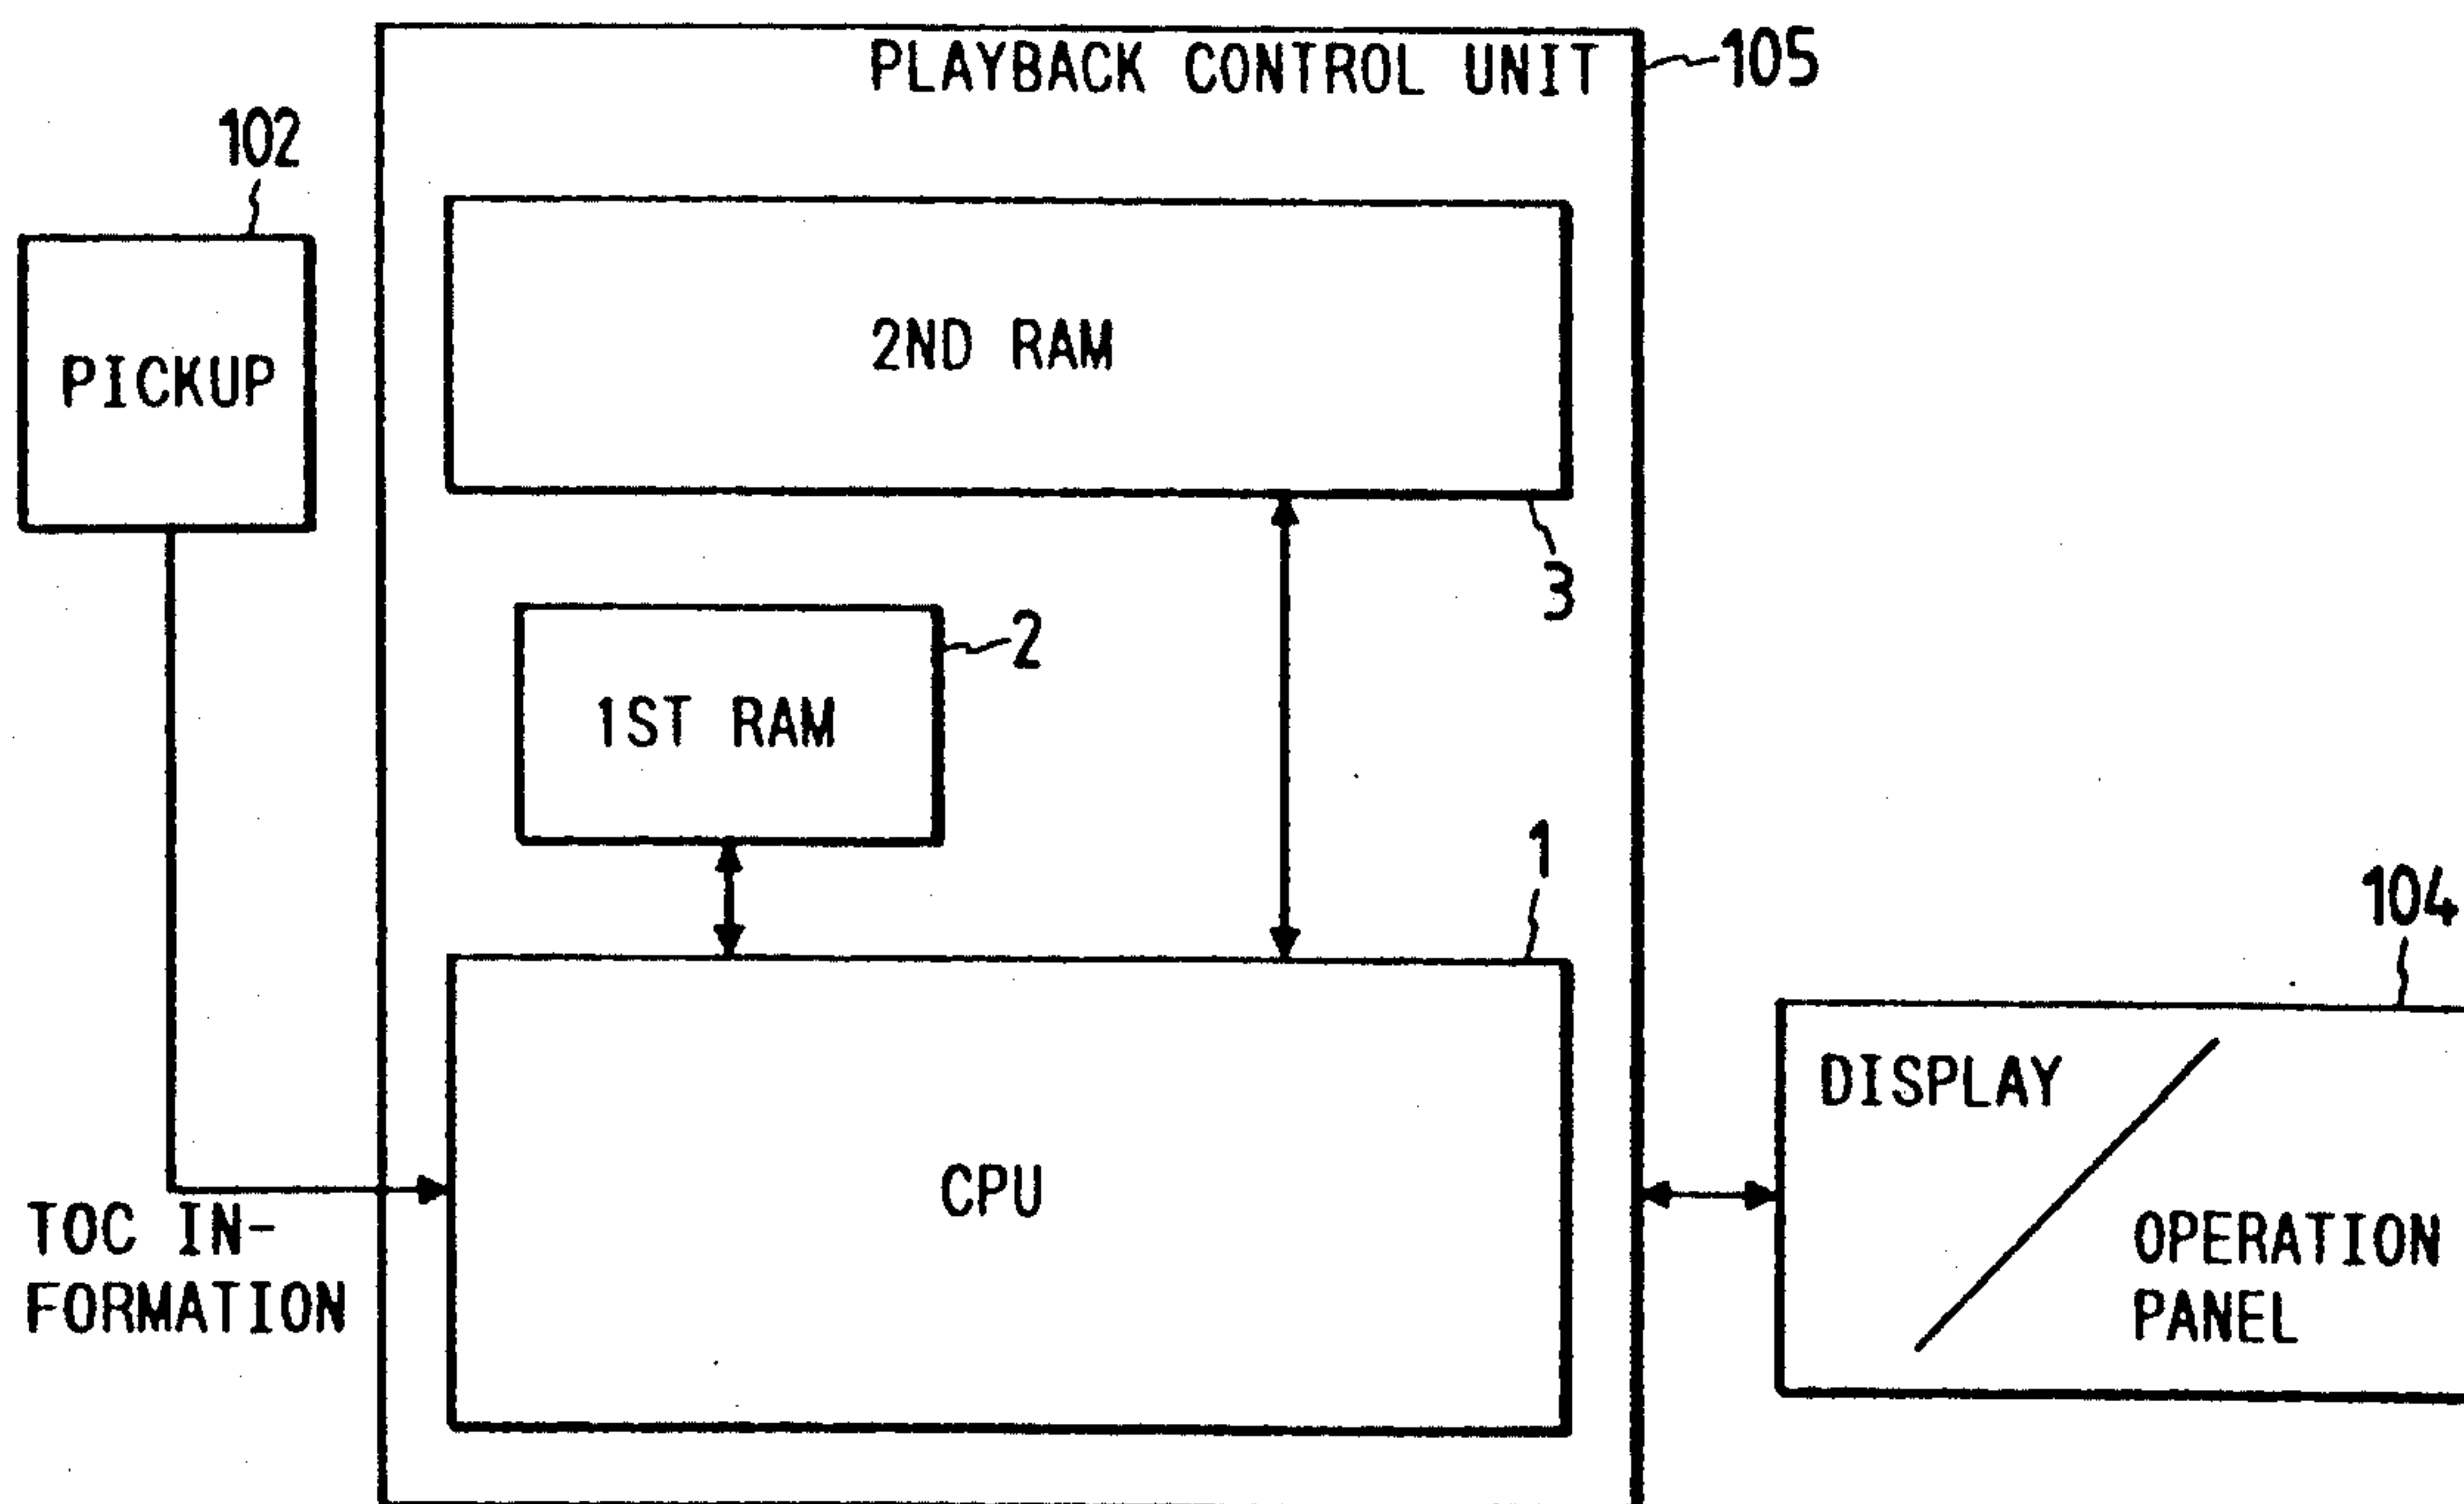 PLAYBACK CONTROL UNIT
105
102
PICKUP
2ND RAM
3
2
1ST RAM
1
104
CPU
DISPLAY
OPERATION
PANEL
TOC IN-
FORMATION